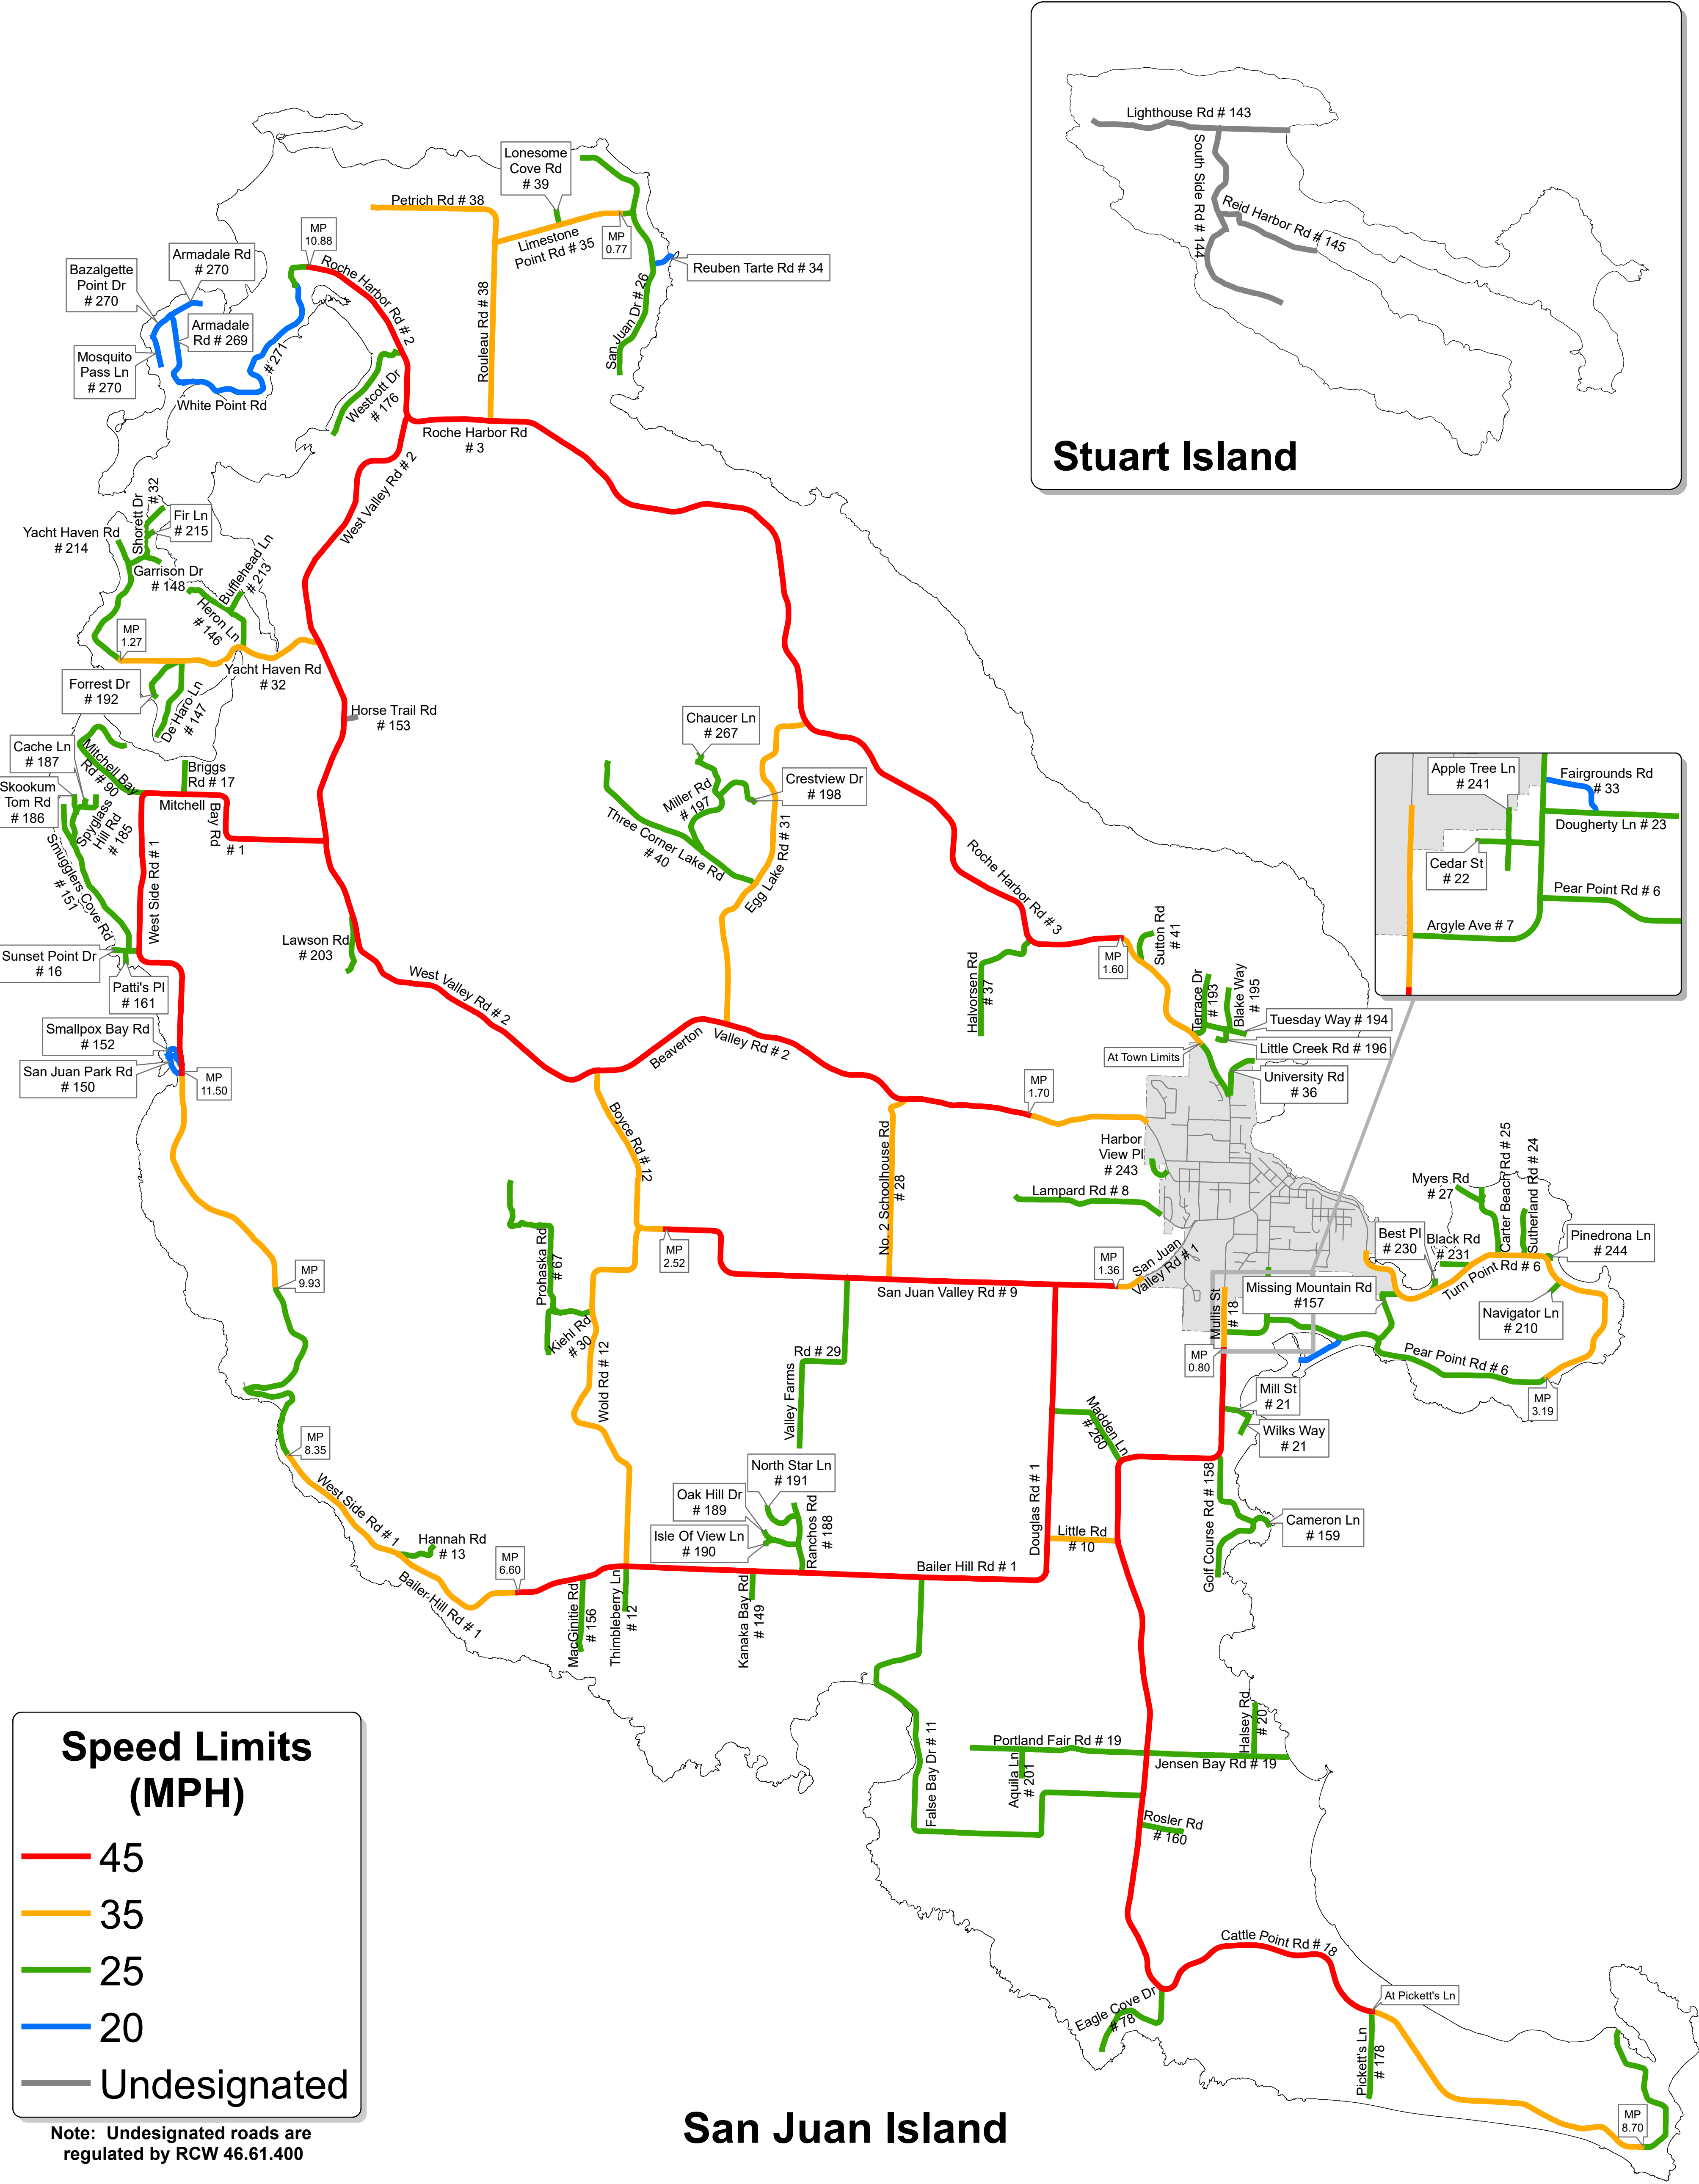 Lighthouse Rd # 143
South Side Rd # 144
Reid Harbor Rd # 145
Stuart Island
Lonesome
Cove Rd
# 39
Petrich Rd # 38
MP
10.88
Limestone
Point Rd # 35
MP
0.77
Reuben Tarte Rd # 34
San Juan Dr # 26
Rouleau Rd # 38
Roche Harbor Rd # 2
Armadale Rd
# 270
Bazalgette
Point Dr
# 270
Armadale
Rd # 269
Mosquito
Pass Ln
# 270
# 271
White Point Rd
Westcott Dr
# 176
Roche Harbor Rd
# 3
West Valley Rd # 2
Shorett Dr
# 32
Fir Ln
# 215
Yacht Haven Rd
# 214
Garrison Dr
# 148
Bufflehead Ln
# 213
Heron Ln
# 146
MP
1.27
Yacht Haven Rd
# 32
Forrest Dr
# 192
De Haro Ln
# 147
Horse Trail Rd
# 153
Cache Ln
# 187
Mitchell Bay
Rd # 90
Briggs
Rd # 17
Skookum
Tom Rd
# 186
Spyglass
Hill Rd
# 185
Mitchell
Bay Rd
# 1
Smugglers Cove Rd
# 151
West Side Rd # 1
Sunset Point Dr
# 16
Patti's Pl
# 161
Lawson Rd
# 203
Smallpox Bay Rd
# 152
San Juan Park Rd
# 150
MP
11.50
West Valley Rd # 2
Chaucer Ln
# 267
Miller Rd
# 197
Crestview Dr
# 198
Three Corner Lake Rd
# 40
Egg Lake Rd # 31
Roche Harbor Rd # 3
Halvorsen Rd
# 37
MP
1.60
Sutton Rd
# 41
Terrace Dr
# 193
Blake Way
# 195
Tuesday Way # 194
Little Creek Rd # 196
At Town Limits
University Rd
# 36
Beaverton
Valley Rd # 2
MP
1.70
Apple Tree Ln
# 241
Fairgrounds Rd
# 33
Dougherty Ln # 23
Cedar St
# 22
Pear Point Rd # 6
Argyle Ave # 7
Boyce Rd # 12
No. 2 Schoolhouse Rd
# 28
Harbor
View Pl
# 243
Lampard Rd # 8
MP
2.52
MP
1.36
San Juan
Valley Rd # 1
San Juan Valley Rd # 9
Prohaska Rd
# 67
Kiehl Rd
# 30
Wold Rd # 12
Rd # 29
Valley Farms
MP
9.93
MP
8.35
West Side Rd # 1
Hannah Rd
# 13
Bailer Hill Rd # 1
MP
6.60
Myers Rd
# 27
Carter Beach Rd # 25
Sutherland Rd # 24
Best Pl
# 230
Black Rd
# 231
Pinedrona Ln
# 244
Turn Point Rd # 6
Missing Mountain Rd
#157
Navigator Ln
# 210
Mullis St
# 18
MP
0.80
Pear Point Rd # 6
MP
3.19
Mill St
# 21
Wilks Way
# 21
Madden Ln
# 260
Golf Course Rd # 158
Cameron Ln
# 159
Douglas Rd # 1
Little Rd
# 10
North Star Ln
# 191
Oak Hill Dr
# 189
Isle Of View Ln
# 190
Ranchos Rd
# 188
Bailer Hill Rd # 1
MacGinitie Rd
# 156
Thimbleberry Ln
# 12
Kanaka Bay Rd
# 149
False Bay Dr # 11
Portland Fair Rd # 19
Aquila Ln
# 201
Halsey Rd
# 20
Jensen Bay Rd # 19
Rosler Rd
# 160
Cattle Point Rd # 18
Eagle Cove Dr
# 78
At Pickett's Ln
Pickett's Ln
# 178
MP
8.70
Speed Limits
(MPH)
45
35
25
20
Undesignated
Note: Undesignated roads are
regulated by RCW 46.61.400
San Juan Island